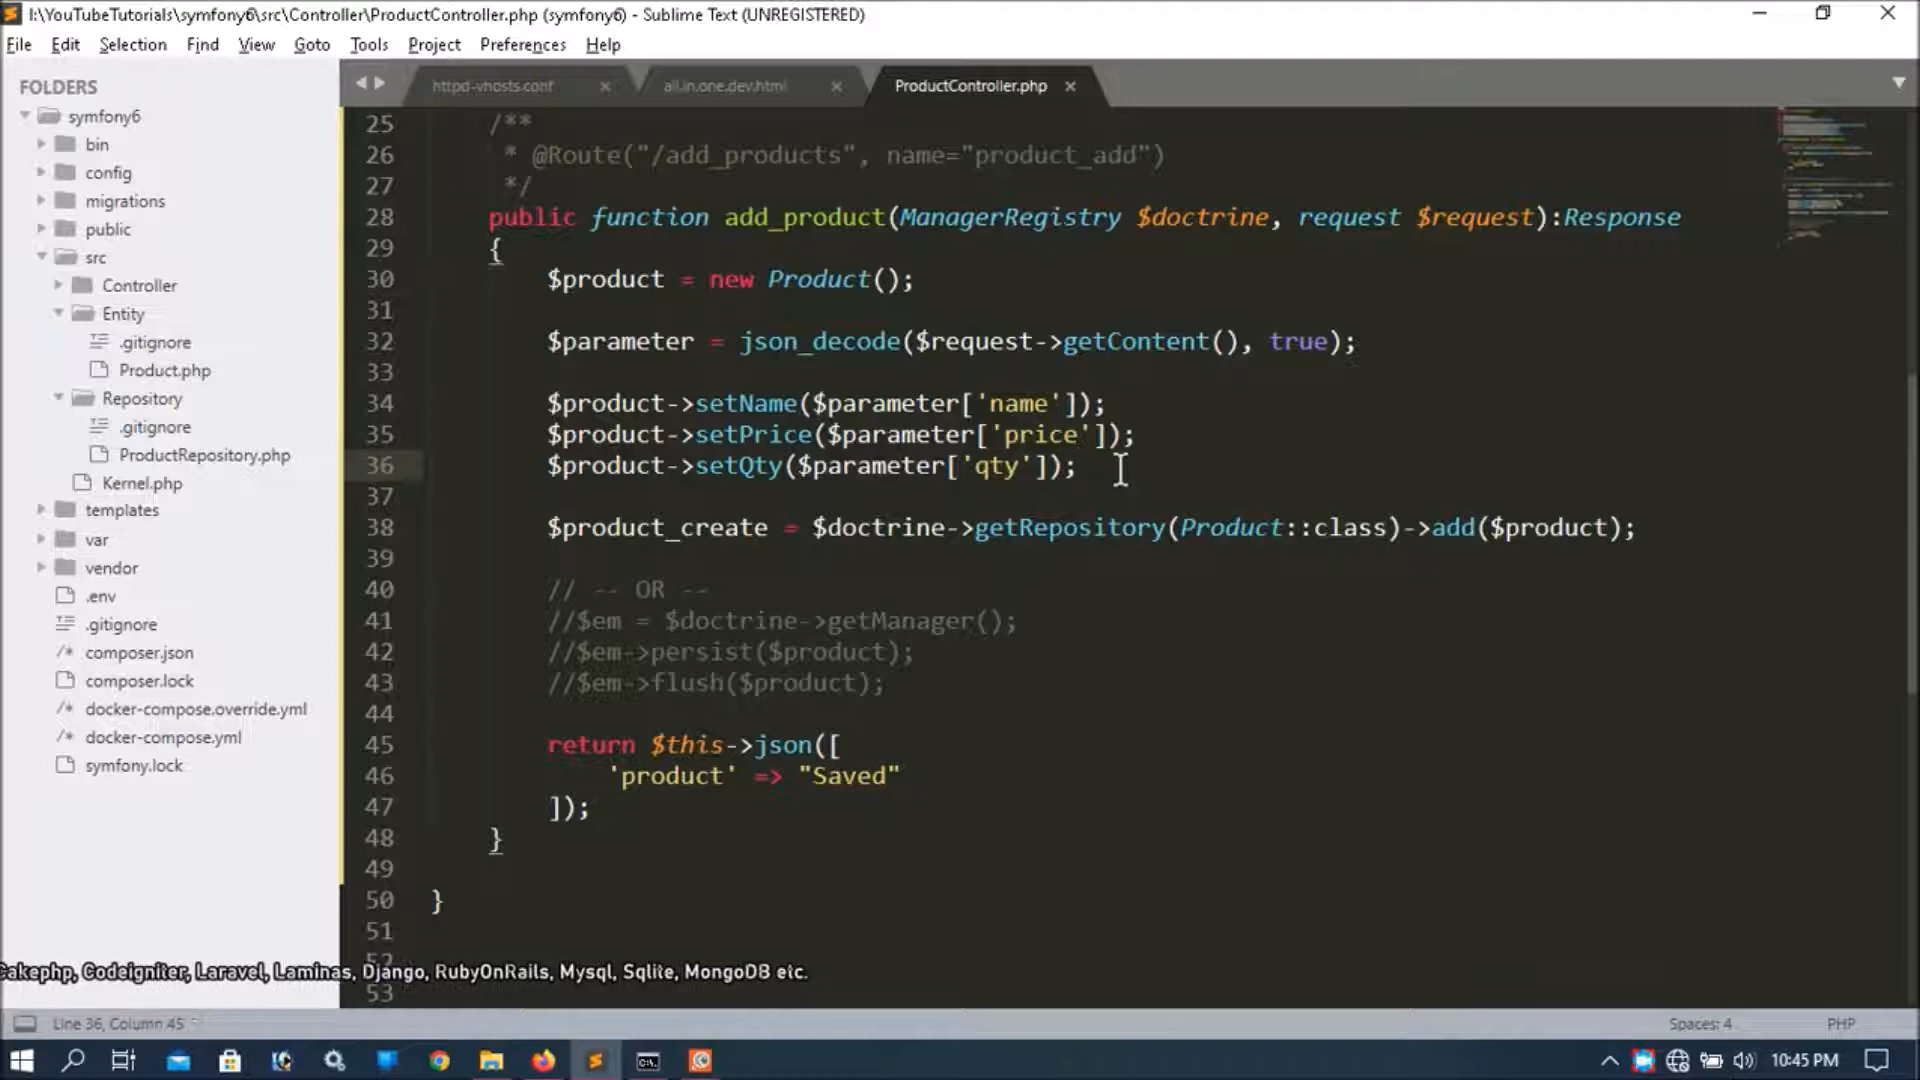 I:\YouTubeTutorials\symfony6\src\Controller\ProductController.php (symfony6) - Sublime Text (UNREGISTERED)
File Edit Selection Find View Goto Tools Project Preferences Help
FOLDERS
symfony6
bin
config
migrations
public
src
Controller
Entity
.gitignore
Product.php
Repository
.gitignore
ProductRepository.php
Kernel.php
templates
var
vendor
.env
.gitignore
composer.json
composer.lock
docker-compose.override.yml
docker-compose.yml
symfony.lock
httpd-vhosts.conf all.in.one.dev.html ProductController.php
25 /**
26 * @Route("/add_products", name="product_add")
27 */
28 public function add_product(ManagerRegistry $doctrine, request $request):Response
29 {
30 $product = new Product();
31
32 $parameter = json_decode($request->getContent(), true);
33
34 $product->setName($parameter['name']);
35 $product->setPrice($parameter['price']);
36 $product->setQty($parameter['qty']);
37
38 $product_create = $doctrine->getRepository(Product::class)->add($product);
39
40 // -- OR --
41 //$em = $doctrine->getManager();
42 //$em->persist($product);
43 //$em->flush($product);
44
45 return $this->json([
46 'product' => "Saved"
47 ]);
48 }
49
50 }
51
52
53
Cakephp, Codeigniter, Laravel, Laminas, Django, RubyOnRails, Mysql, Sqlite, MongoDB etc.
Line 36, Column 45 Spaces: 4 PHP
10:45 PM